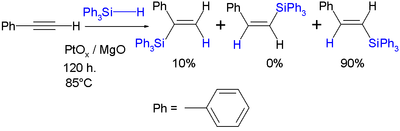 Ph H
Ph₃Si H
PtOₓ / MgO
120 h.
85°C
Ph H
Ph₃Si H
10%
+
Ph SiPh₃
H H
0%
+
Ph H
H SiPh₃
90%
Ph =